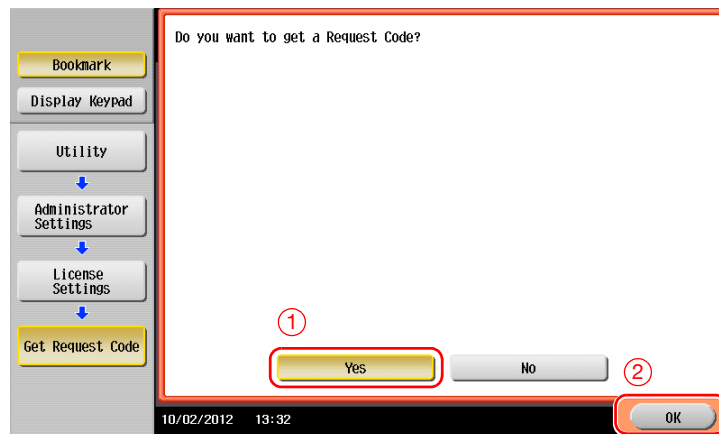 Do you want to get a Request Code?
Bookmark
Display Keypad
Utility
Administrator
Settings
License
Settings
Get Request Code
①
Yes
No
②
10/02/2012 13:32
OK